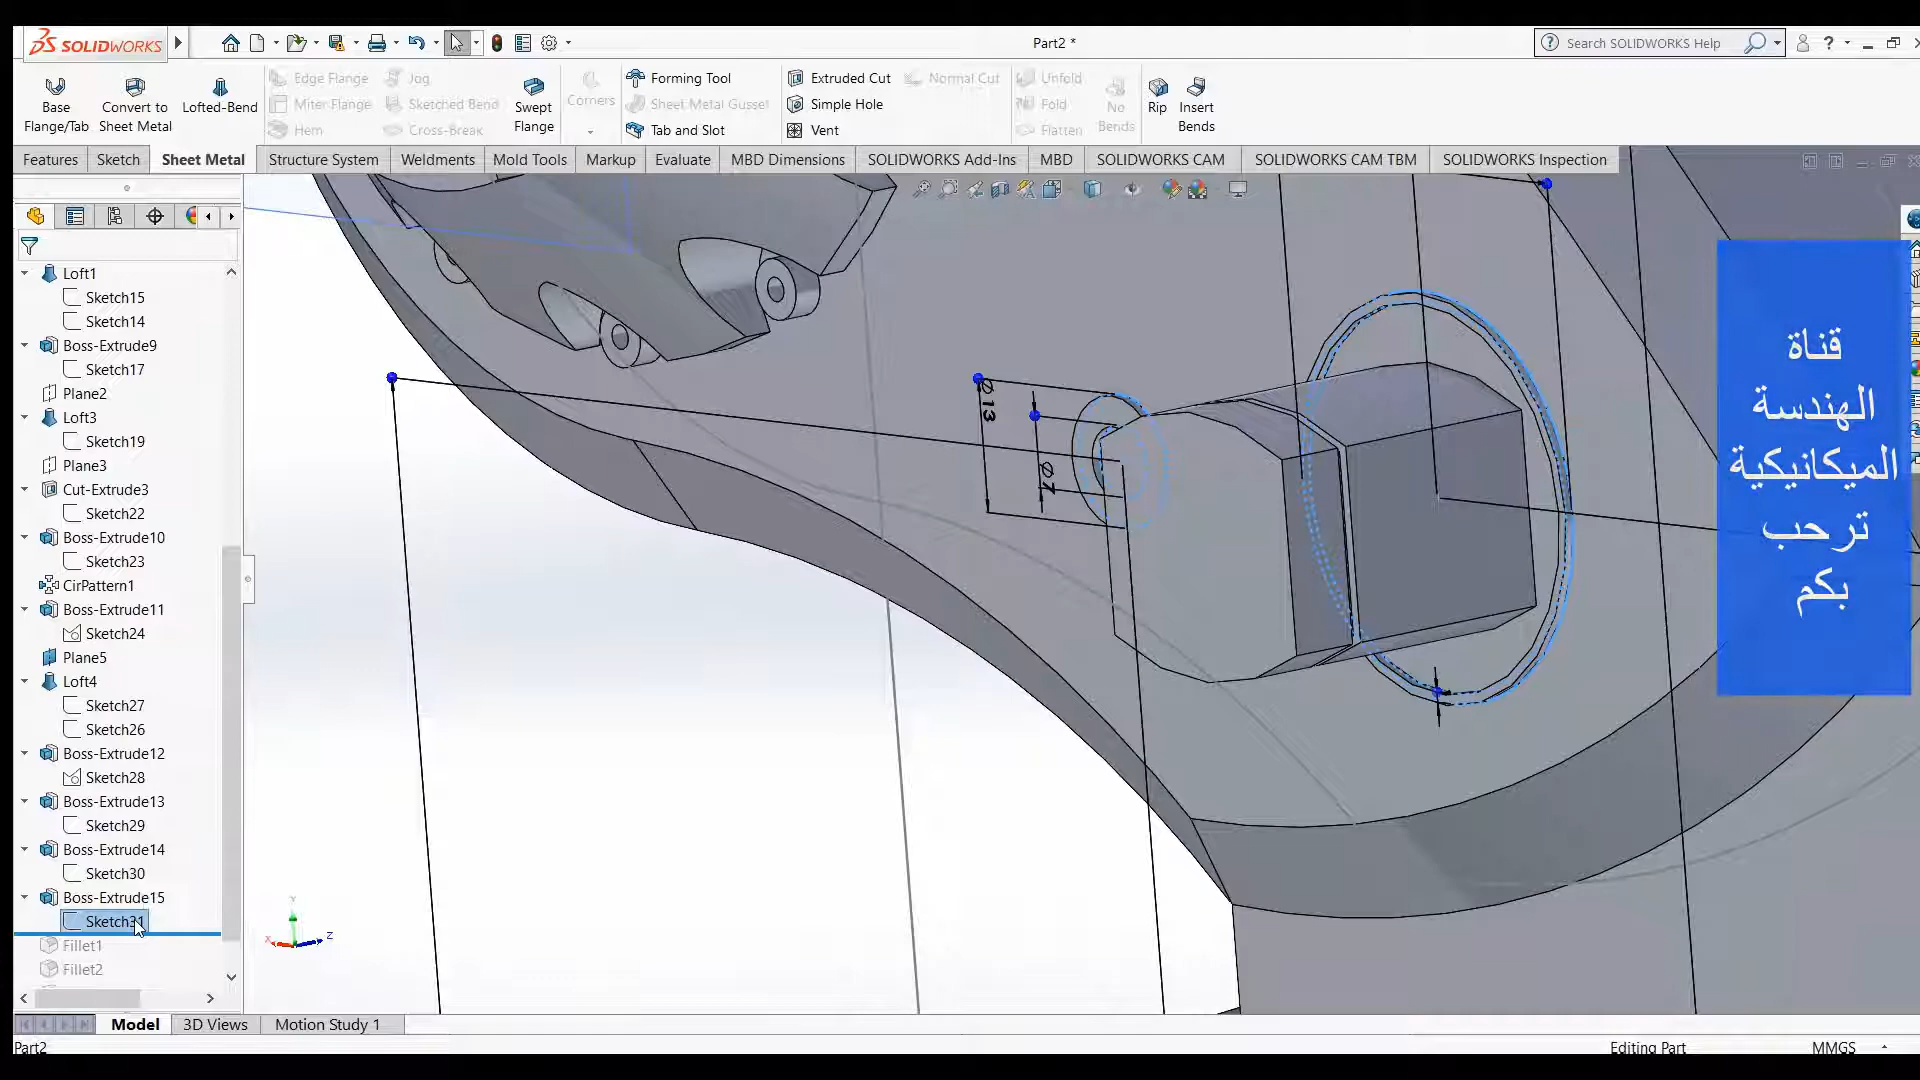 SOLIDWORKS
Part2 *
Search SOLIDWORKS Help
Base Flange/Tab
Convert to Sheet Metal
Lofted-Bend
Edge Flange
Miter Flange
Hem
Jog
Sketched Bend
Cross-Break
Swept Flange
Corners
Forming Tool
Sheet Metal Gusset
Tab and Slot
Extruded Cut
Simple Hole
Vent
Normal Cut
Unfold
Fold
Flatten
No Bends
Rip
Insert Bends
Features
Sketch
Sheet Metal
Structure System
Weldments
Mold Tools
Markup
Evaluate
MBD Dimensions
SOLIDWORKS Add-Ins
MBD
SOLIDWORKS CAM
SOLIDWORKS CAM TBM
SOLIDWORKS Inspection
Loft1
Sketch15
Sketch14
Boss-Extrude9
Sketch17
Plane2
Loft3
Sketch19
Plane3
Cut-Extrude3
Sketch22
Boss-Extrude10
Sketch23
CirPattern1
Boss-Extrude11
Sketch24
Plane5
Loft4
Sketch27
Sketch26
Boss-Extrude12
Sketch28
Boss-Extrude13
Sketch29
Boss-Extrude14
Sketch30
Boss-Extrude15
Sketch31
Fillet1
Fillet2
Ø13
Ø7
Y
X
Z
قناة
الهندسة
الميكانيكية
ترحب
بكم
Model
3D Views
Motion Study 1
Part2
Editing Part
MMGS